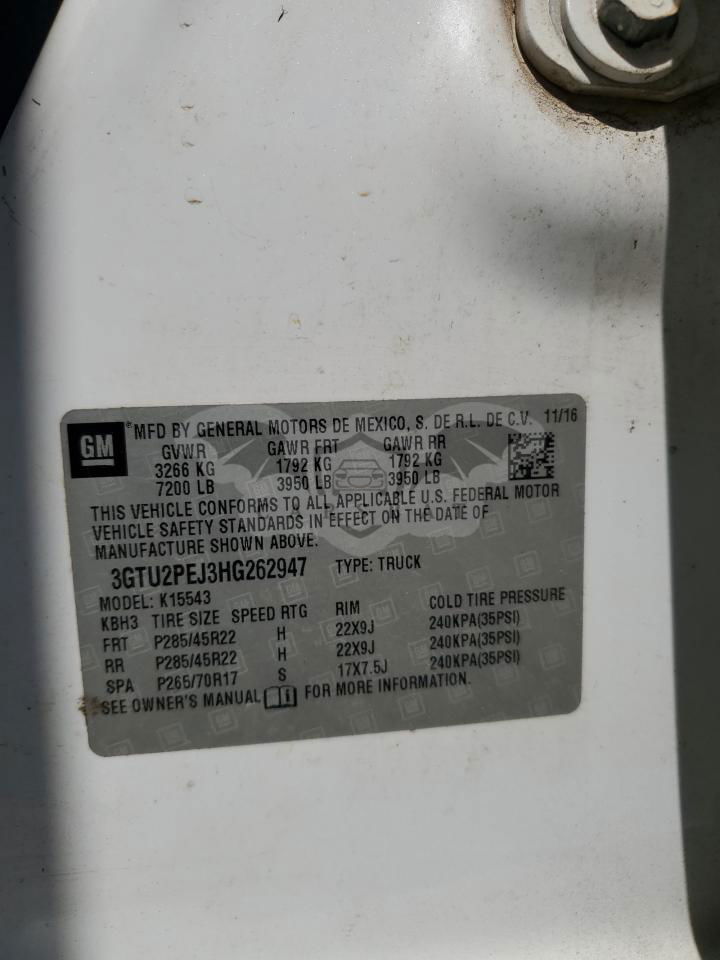 GM ® MFD BY GENERAL MOTORS DE MEXICO, S. DE R.L. DE C.V. 11/16
GVWR GAWR FRT GAWR RR
3266 KG 1792 KG 1792 KG
7200 LB 3950 LB 3950 LB
THIS VEHICLE CONFORMS TO ALL APPLICABLE U.S. FEDERAL MOTOR
VEHICLE SAFETY STANDARDS IN EFFECT ON THE DATE OF
MANUFACTURE SHOWN ABOVE.
3GTU2PEJ3HG262947 TYPE: TRUCK
MODEL: K15543
KBH3 TIRE SIZE SPEED RTG RIM COLD TIRE PRESSURE
FRT P285/45R22 H 22X9J 240KPA(35PSI)
RR P285/45R22 H 22X9J 240KPA(35PSI)
SPA P265/70R17 S 17X7.5J 240KPA(35PSI)
SEE OWNER'S MANUAL FOR MORE INFORMATION.